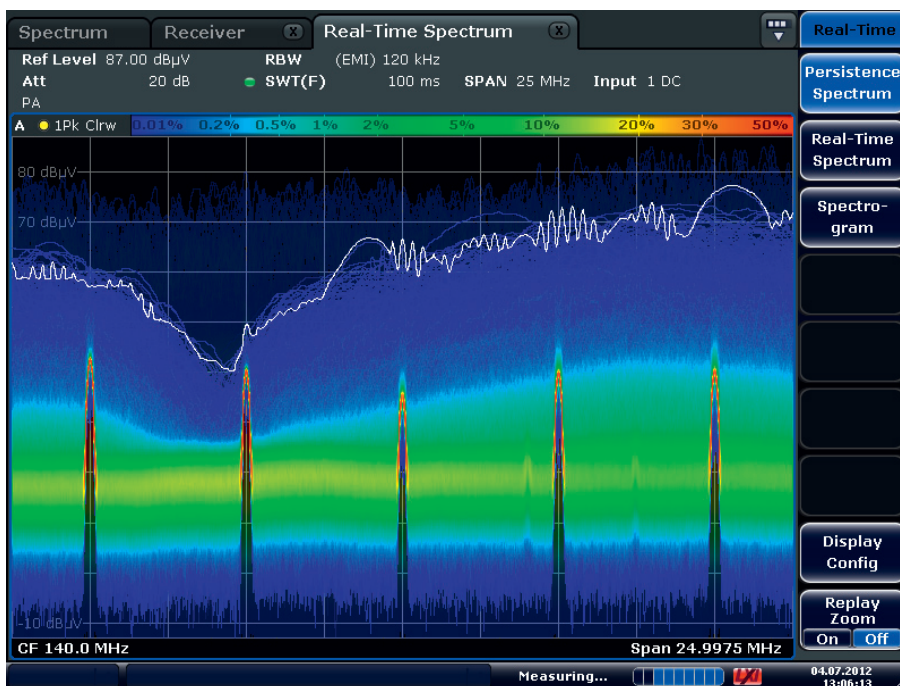 Spectrum Receiver X Real-Time Spectrum X Real-Time
Ref Level 87.00 dBµV RBW (EMI) 120 kHz
Att 20 dB SWT(F) 100 ms SPAN 25 MHz Input 1 DC
PA
A 1Pk Clrw 0.01% 0.2% 0.5% 1% 2% 5% 10% 20% 30% 50%
80 dBµV
70 dBµV
-10 dBµV
CF 140.0 MHz Span 24.9975 MHz
Persistence
Spectrum
Real-Time
Spectrum
Spectro-
gram
Display
Config
Replay
Zoom
On Off
Measuring... LXI 04.07.2012
13:06:13